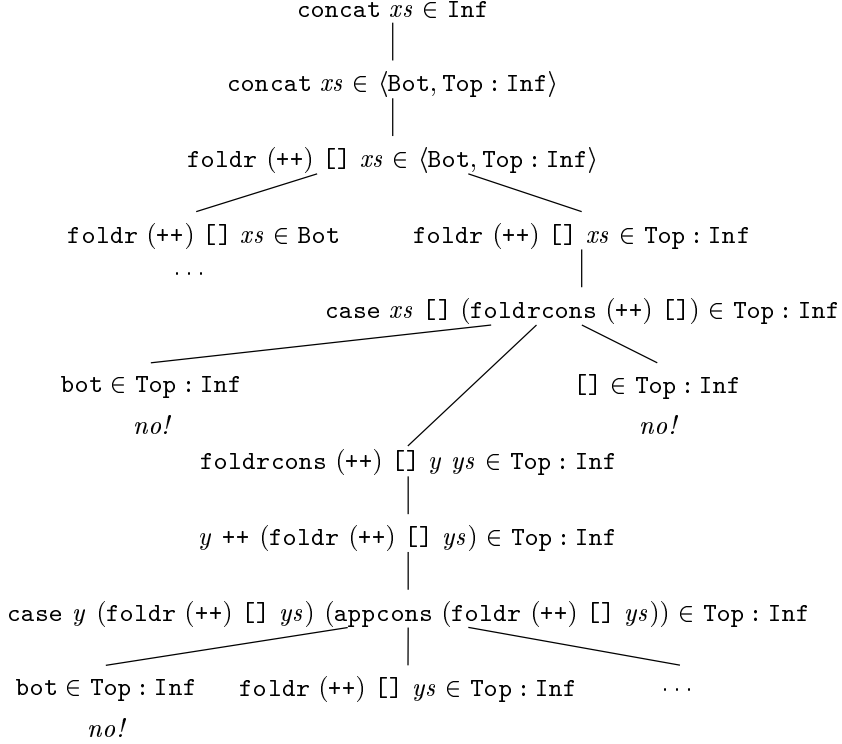 concat xs ∈ Inf
concat xs ∈ ⟨Bot, Top : Inf⟩
foldr (++) [] xs ∈ ⟨Bot, Top : Inf⟩
foldr (++) [] xs ∈ Bot foldr (++) [] xs ∈ Top : Inf
...
case xs [] (foldrcons (++) []) ∈ Top : Inf
bot ∈ Top : Inf [] ∈ Top : Inf
no! no!
foldrcons (++) [] y ys ∈ Top : Inf
y ++ (foldr (++) [] ys) ∈ Top : Inf
case y (foldr (++) [] ys) (appcons (foldr (++) [] ys)) ∈ Top : Inf
bot ∈ Top : Inf foldr (++) [] ys ∈ Top : Inf ...
no!